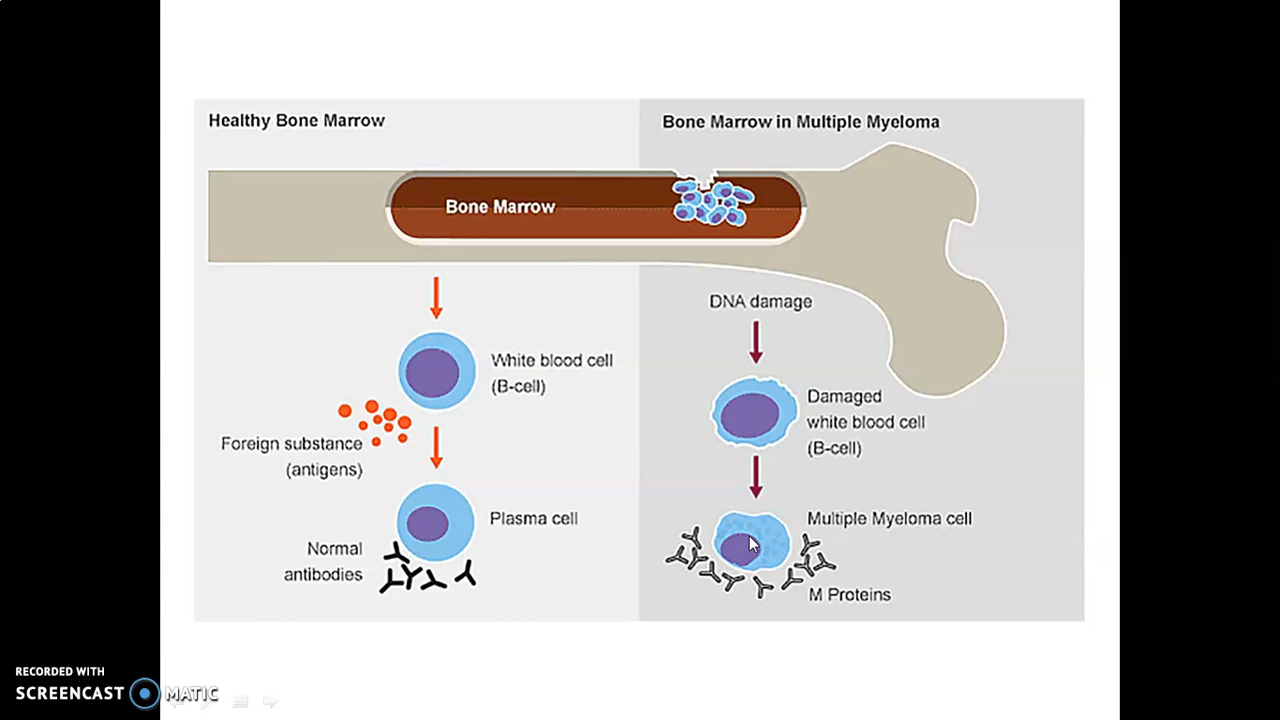 Healthy Bone Marrow
Bone Marrow in Multiple Myeloma
Bone Marrow
DNA damage
White blood cell
(B-cell)
Foreign substance
(antigens)
Damaged
white blood cell
(B-cell)
Plasma cell
Normal
antibodies
Multiple Myeloma cell
M Proteins
RECORDED WITH
SCREENCAST MATIC